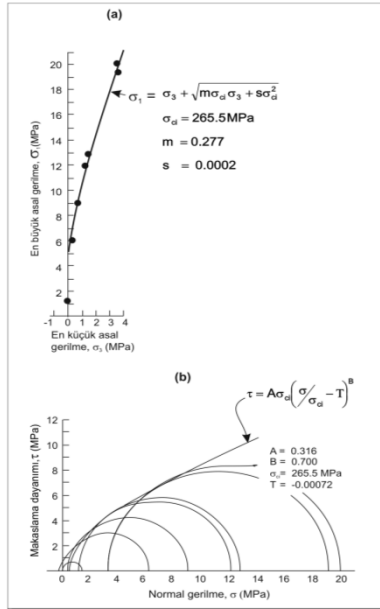 (a)
En büyük asal gerilme, σ₁(MPa)
20
18
16
14
12
10
8
6
4
2
-1 0 1 2 3 4
En küçük asal
gerilme, σ₃ (MPa)
σ₁ = σ₃ + √(mσciσ₃ + sσci²)
σci = 265.5MPa
m = 0.277
s = 0.0002
(b)
Makaslama dayanımı, τ (MPa)
12
10
8
6
4
2
0 2 4 6 8 10 12 14 16 18 20
Normal gerilme, σ (MPa)
τ = Aσci(σ/σci − T)^B
A = 0.316
B = 0.700
σci= 265.5 MPa
T = -0.00072